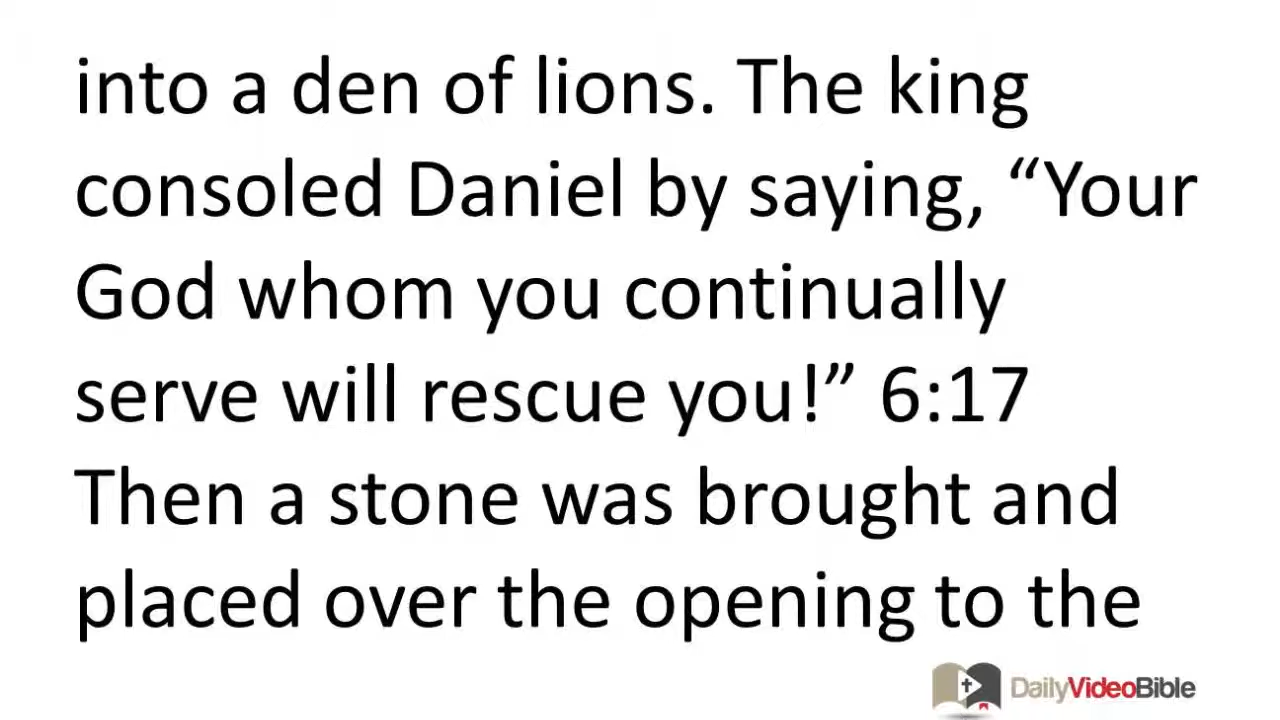 into a den of lions. The king
consoled Daniel by saying, “Your
God whom you continually
serve will rescue you!” 6:17
Then a stone was brought and
placed over the opening to the
DailyVideoBible